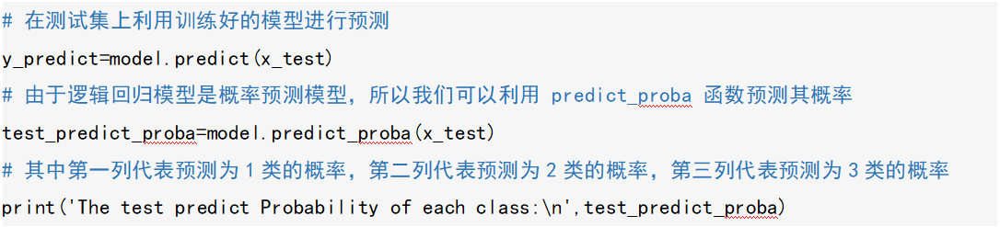 # 在测试集上利用训练好的模型进行预测
y_predict=model.predict(x_test)
# 由于逻辑回归模型是概率预测模型，所以我们可以利用 predict_proba 函数预测其概率
test_predict_proba=model.predict_proba(x_test)
# 其中第一列代表预测为1类的概率，第二列代表预测为2类的概率，第三列代表预测为3类的概率
print('The test predict Probability of each class:\n',test_predict_proba)